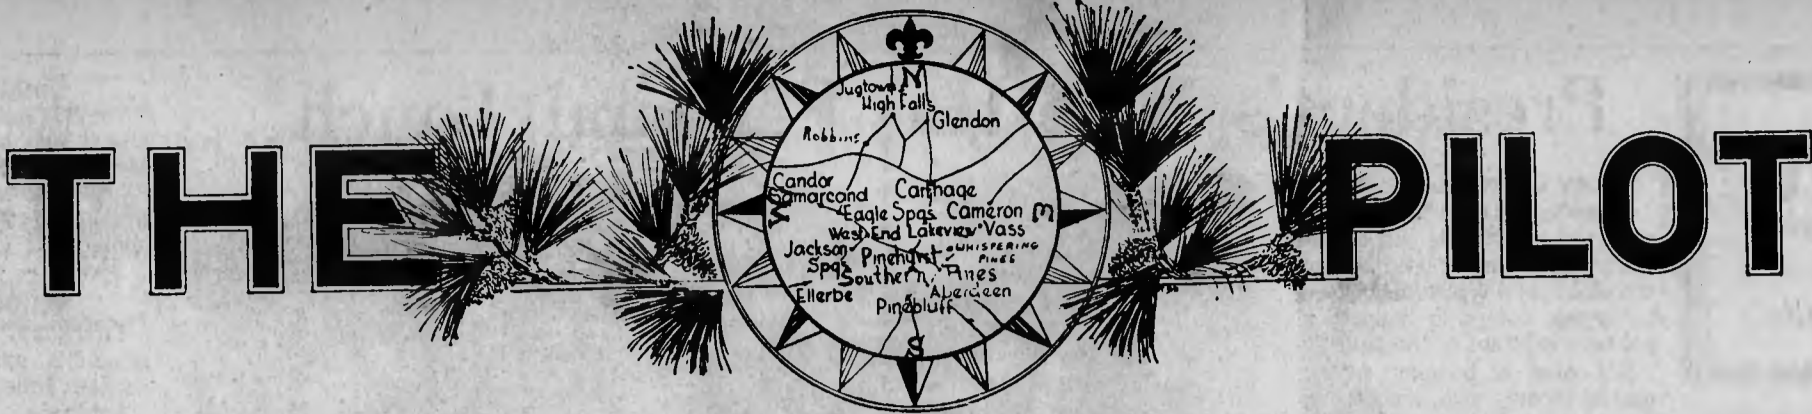 THE PILOT
N
Jugtown
High Falls
Glendon
Robbins
Candor
Samarcand
Carthage
Eagle Spgs Cameron E
W
West End Lakeview Vass
Jackson Spgs
Pinehurst
WHISPERING PINES
Southern Pines
Ellerbe
Aberdeen
Pinebluff
S